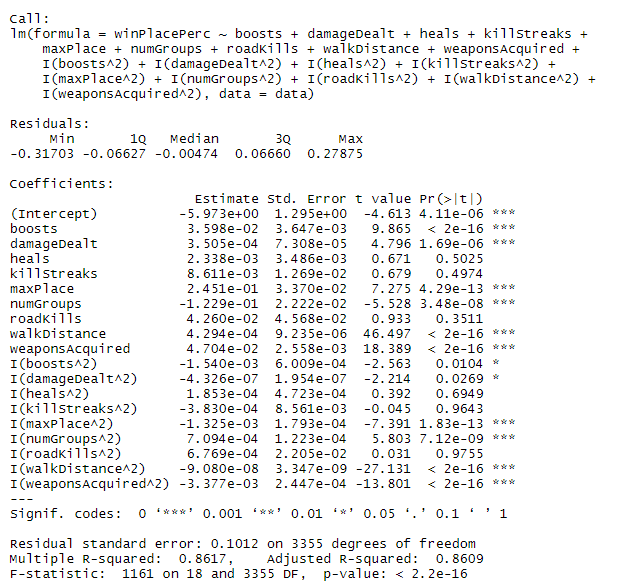 Call:
lm(formula = winPlacePerc ~ boosts + damageDealt + heals + killStreaks +
    maxPlace + numGroups + roadKills + walkDistance + weaponsAcquired +
    I(boosts^2) + I(damageDealt^2) + I(heals^2) + I(killStreaks^2) +
    I(maxPlace^2) + I(numGroups^2) + I(roadKills^2) + I(walkDistance^2) +
    I(weaponsAcquired^2), data = data)
Residuals:
     Min       1Q   Median       3Q      Max
-0.31703 -0.06627 -0.00474  0.06660  0.27875
Coefficients:
                       Estimate Std. Error t value Pr(>|t|)
(Intercept)          -5.973e+00  1.295e+00  -4.613 4.11e-06 ***
boosts                3.598e-02  3.647e-03   9.865  < 2e-16 ***
damageDealt           3.505e-04  7.308e-05   4.796 1.69e-06 ***
heals                 2.338e-03  3.486e-03   0.671   0.5025
killStreaks           8.611e-03  1.269e-02   0.679   0.4974
maxPlace              2.451e-01  3.370e-02   7.275 4.29e-13 ***
numGroups            -1.229e-01  2.222e-02  -5.528 3.48e-08 ***
roadKills             4.260e-02  4.568e-02   0.933   0.3511
walkDistance          4.294e-04  9.235e-06  46.497  < 2e-16 ***
weaponsAcquired       4.704e-02  2.558e-03  18.389  < 2e-16 ***
I(boosts^2)          -1.540e-03  6.009e-04  -2.563   0.0104 *
I(damageDealt^2)     -4.326e-07  1.954e-07  -2.214   0.0269 *
I(heals^2)            1.853e-04  4.723e-04   0.392   0.6949
I(killStreaks^2)     -3.830e-04  8.561e-03  -0.045   0.9643
I(maxPlace^2)        -1.325e-03  1.793e-04  -7.391 1.83e-13 ***
I(numGroups^2)        7.094e-04  1.223e-04   5.803 7.12e-09 ***
I(roadKills^2)        6.769e-04  2.205e-02   0.031   0.9755
I(walkDistance^2)    -9.080e-08  3.347e-09 -27.131  < 2e-16 ***
I(weaponsAcquired^2) -3.377e-03  2.447e-04 -13.801  < 2e-16 ***
---
Signif. codes:  0 ‘***’ 0.001 ‘**’ 0.01 ‘*’ 0.05 ‘.’ 0.1 ‘ ’ 1
Residual standard error: 0.1012 on 3355 degrees of freedom
Multiple R-squared:  0.8617,    Adjusted R-squared:  0.8609
F-statistic:  1161 on 18 and 3355 DF,  p-value: < 2.2e-16